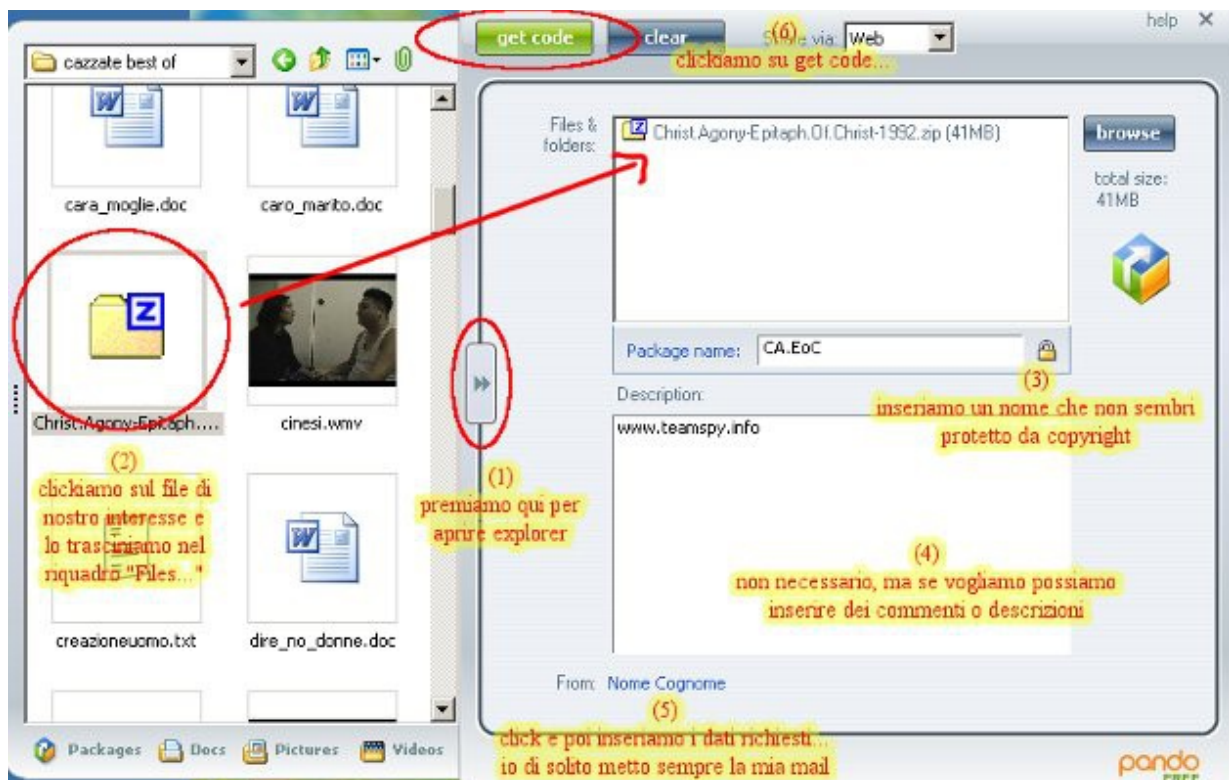 help
get code
clear
via: Web
(6)
clickiamo su get code....
cazzate best of
Files & folders:
Christ.Agony-Epitaph.Of.Christ-1992.zip (41MB)
browse
total size:
41MB
cara_moglie.doc
caro_marito.doc
Package name:
CA.EoC
(3)
inseriamo un nome che non sembri
protetto da copyright
Description:
www.teamspy.info
Christ.Agony-Epitaph....
cinesi.wmv
(2)
clickiamo sul file di
nostro interesse e
lo trasciniamo nel
riquadro "Files..."
(1)
premiamo qui per
aprire explorer
(4)
non necessario, ma se vogliamo possiamo
inserire dei commenti o descrizioni
creazioneuomo.txt
dire_no_donne.doc
From: Nome Cognome
(5)
click e poi inseriamo i dati richiesti...
io di solito metto sempre la mia mail
Packages
Docs
Pictures
Videos
pando
FREE